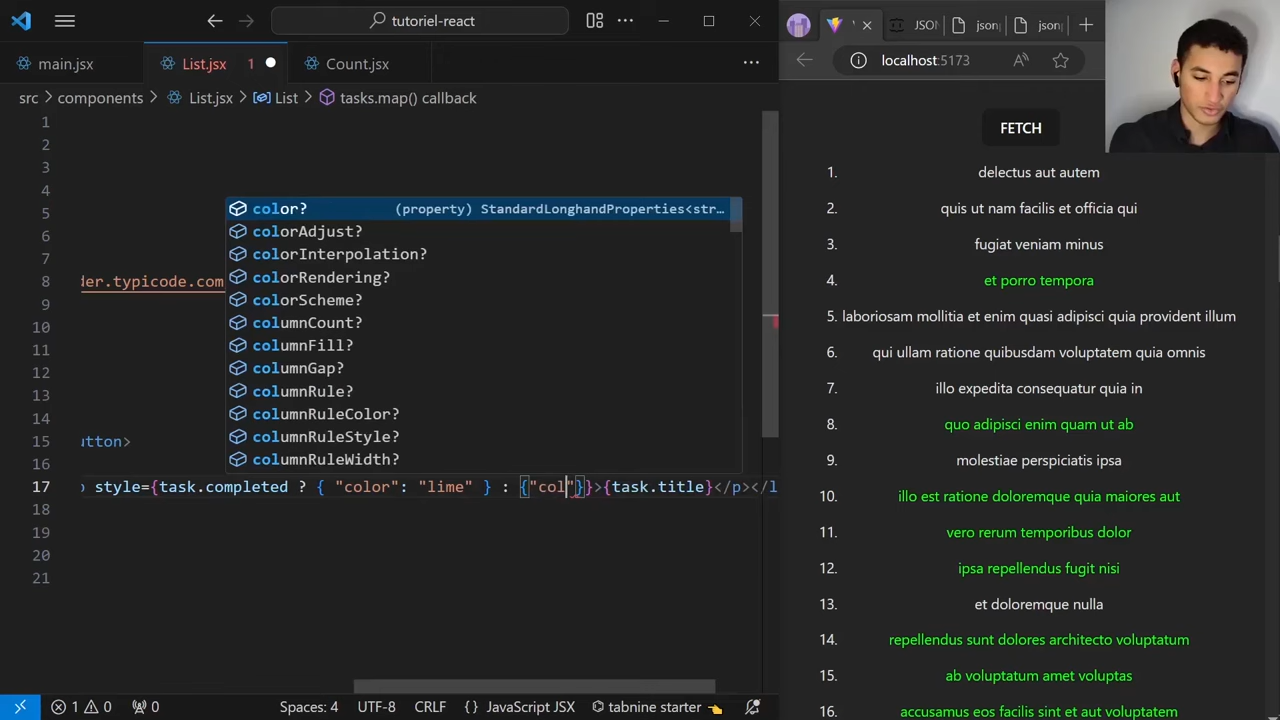 tutoriel-react
main.jsx
List.jsx 1
Count.jsx
src > components > List.jsx > List > tasks.map() callback
1
2
3
4
5
6
7
8 der.typicode.com
9
10
11
12
13
14
15 utton>
16
17 style={task.completed ? { "color": "lime" } : {"col"}}>{task.title}</p></l
18
19
20
21
color? (property) StandardLonghandProperties<str…
colorAdjust?
colorInterpolation?
colorRendering?
colorScheme?
columnCount?
columnFill?
columnGap?
columnRule?
columnRuleColor?
columnRuleStyle?
columnRuleWidth?
1 0 0 Spaces: 4 UTF-8 CRLF {} JavaScript JSX tabnine starter
JSON
json
json
localhost:5173
FETCH
1. delectus aut autem
2. quis ut nam facilis et officia qui
3. fugiat veniam minus
4. et porro tempora
5. laboriosam mollitia et enim quasi adipisci quia provident illum
6. qui ullam ratione quibusdam voluptatem quia omnis
7. illo expedita consequatur quia in
8. quo adipisci enim quam ut ab
9. molestiae perspiciatis ipsa
10. illo est ratione doloremque quia maiores aut
11. vero rerum temporibus dolor
12. ipsa repellendus fugit nisi
13. et doloremque nulla
14. repellendus sunt dolores architecto voluptatum
15. ab voluptatum amet voluptas
16. accusamus eos facilis sint et aut voluptatem